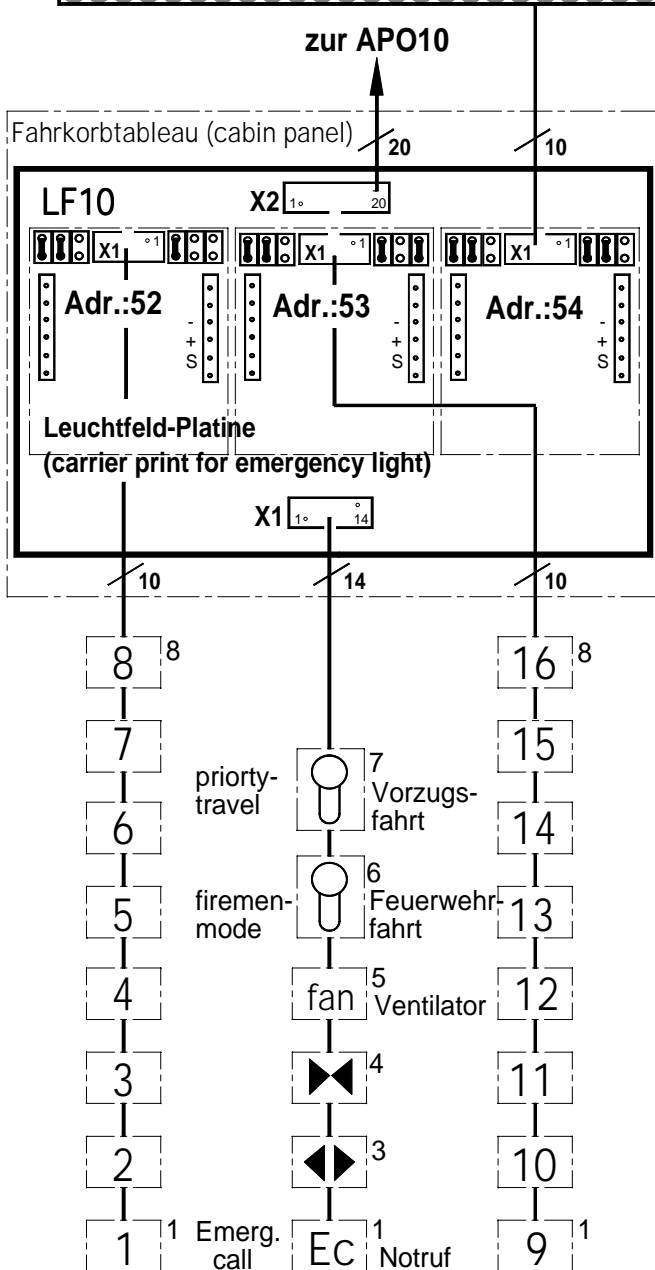 zur APO10
Fahrkorbtableau (cabin panel)
20
10
LF10
X2
1
20
X1
1
X1
1
X1
1
Adr.:52
Adr.:53
Adr.:54
-
+
S
-
+
S
-
+
S
Leuchtfeld-Platine
(carrier print for emergency light)
X1
1
14
10
14
10
8
8
16
8
7
15
priorty-
travel
7
Vorzugs-
fahrt
6
14
firemen-
mode
6
Feuerwehr-
fahrt
5
13
4
fan
5
Ventilator
12
3
4
11
2
3
10
1
1
Emerg.
call
Ec
1
Notruf
9
1